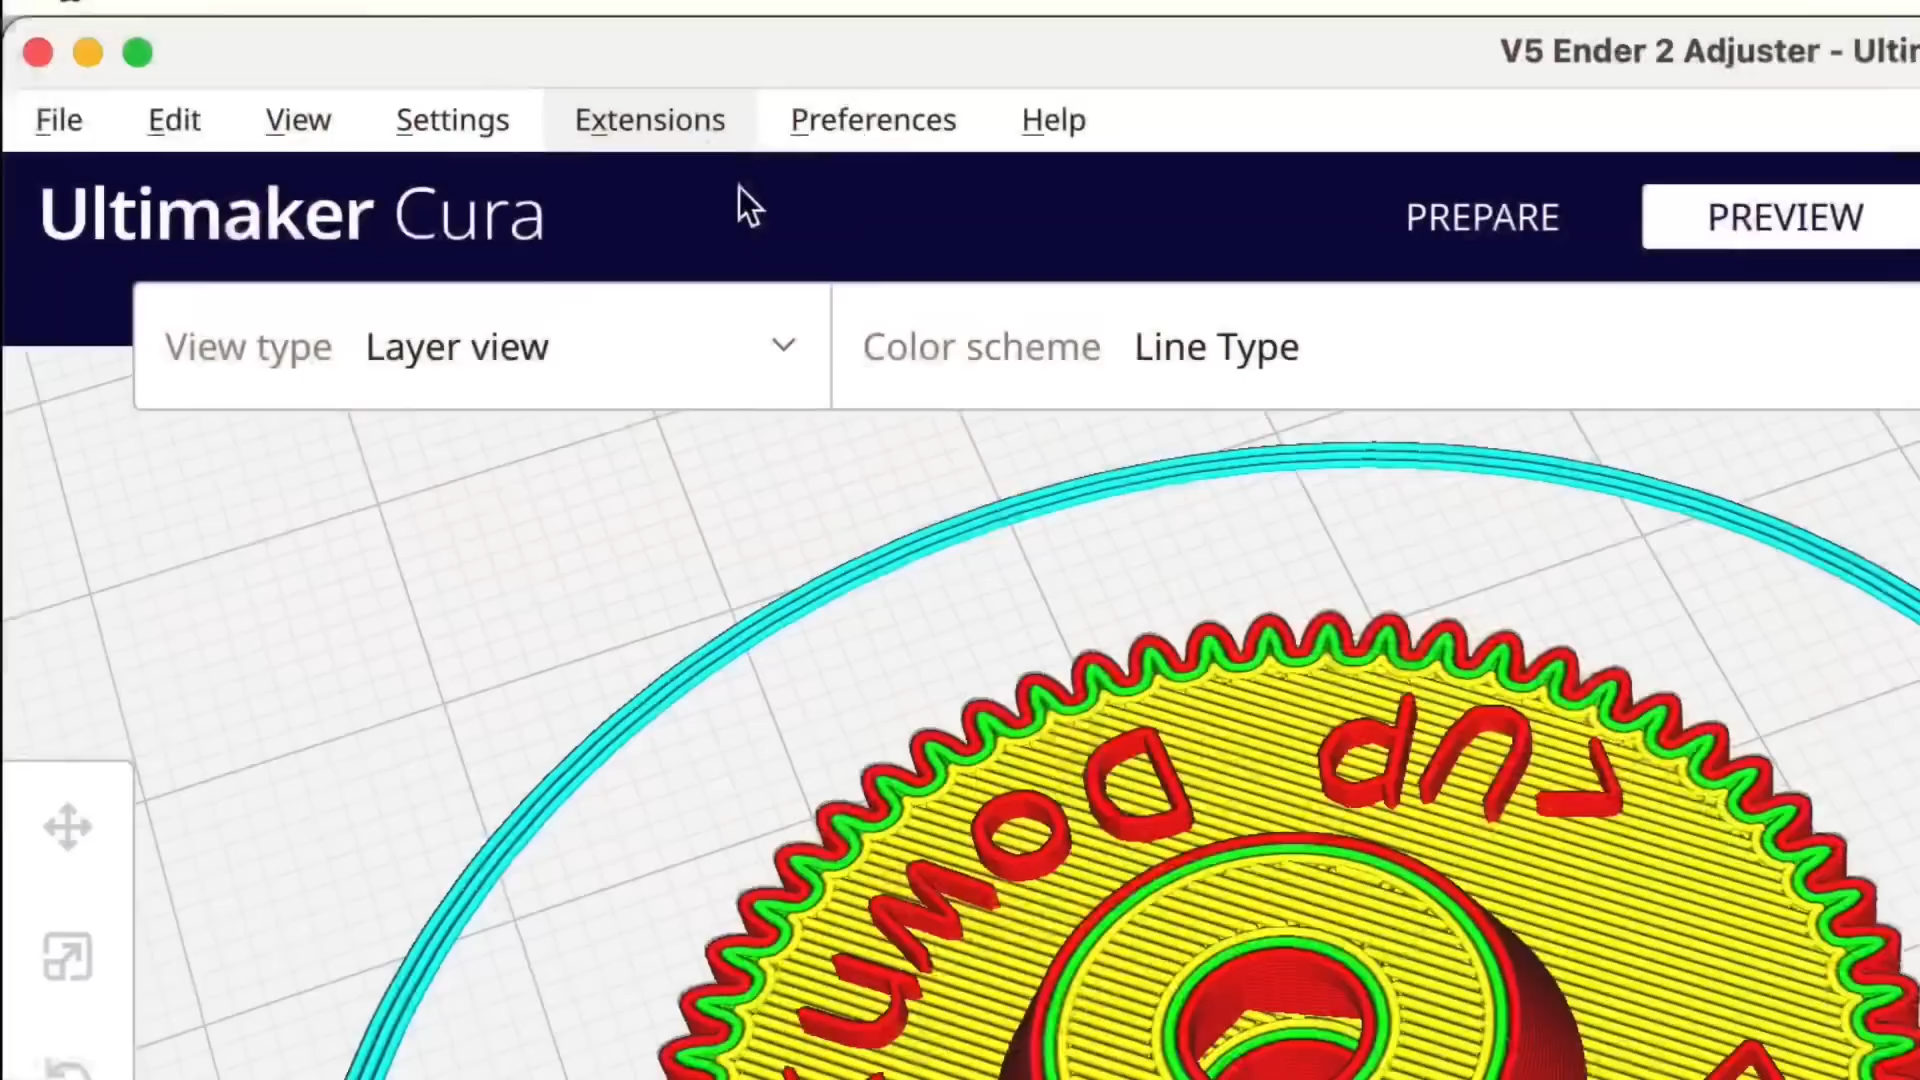 V5 Ender 2 Adjuster - Ulti
File Edit View Settings Extensions Preferences Help
Ultimaker Cura
PREPARE PREVIEW
View type Layer view Color scheme Line Type
Down Up >